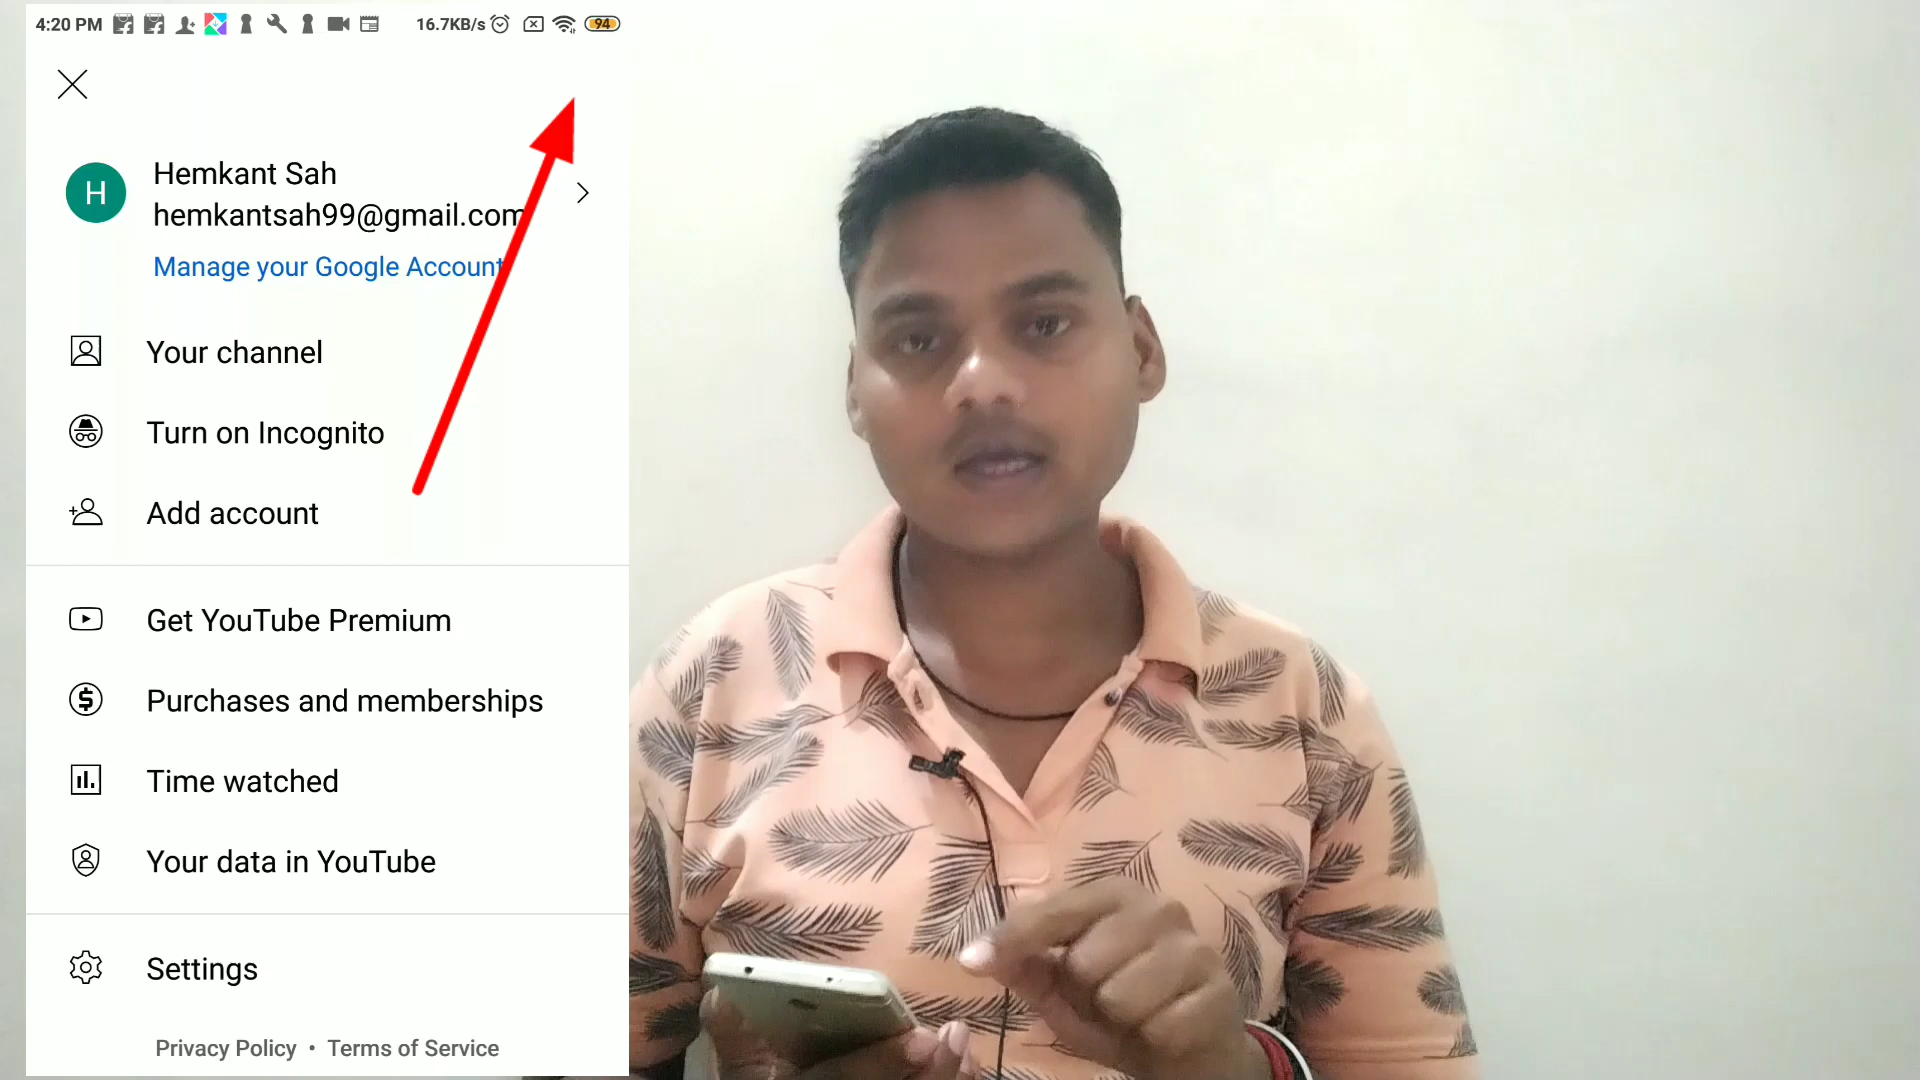 4:20 PM 16.7KB/s 94
H
Hemkant Sah
hemkantsah99@gmail.com
Manage your Google Account
Your channel
Turn on Incognito
Add account
Get YouTube Premium
Purchases and memberships
Time watched
Your data in YouTube
Settings
Privacy Policy • Terms of Service